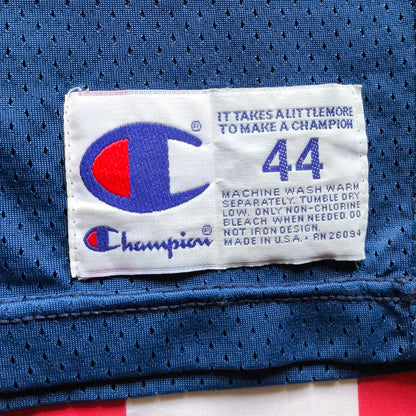 IT TAKES A LITTLE MORE
TO MAKE A CHAMPION
®
44
MACHINE WASH WARM
SEPARATELY. TUMBLE DRY
LOW. ONLY NON-CHLORINE
BLEACH WHEN NEEDED. DO
NOT IRON DESIGN.
MADE IN U.S.A. • RN 26094
Champion®